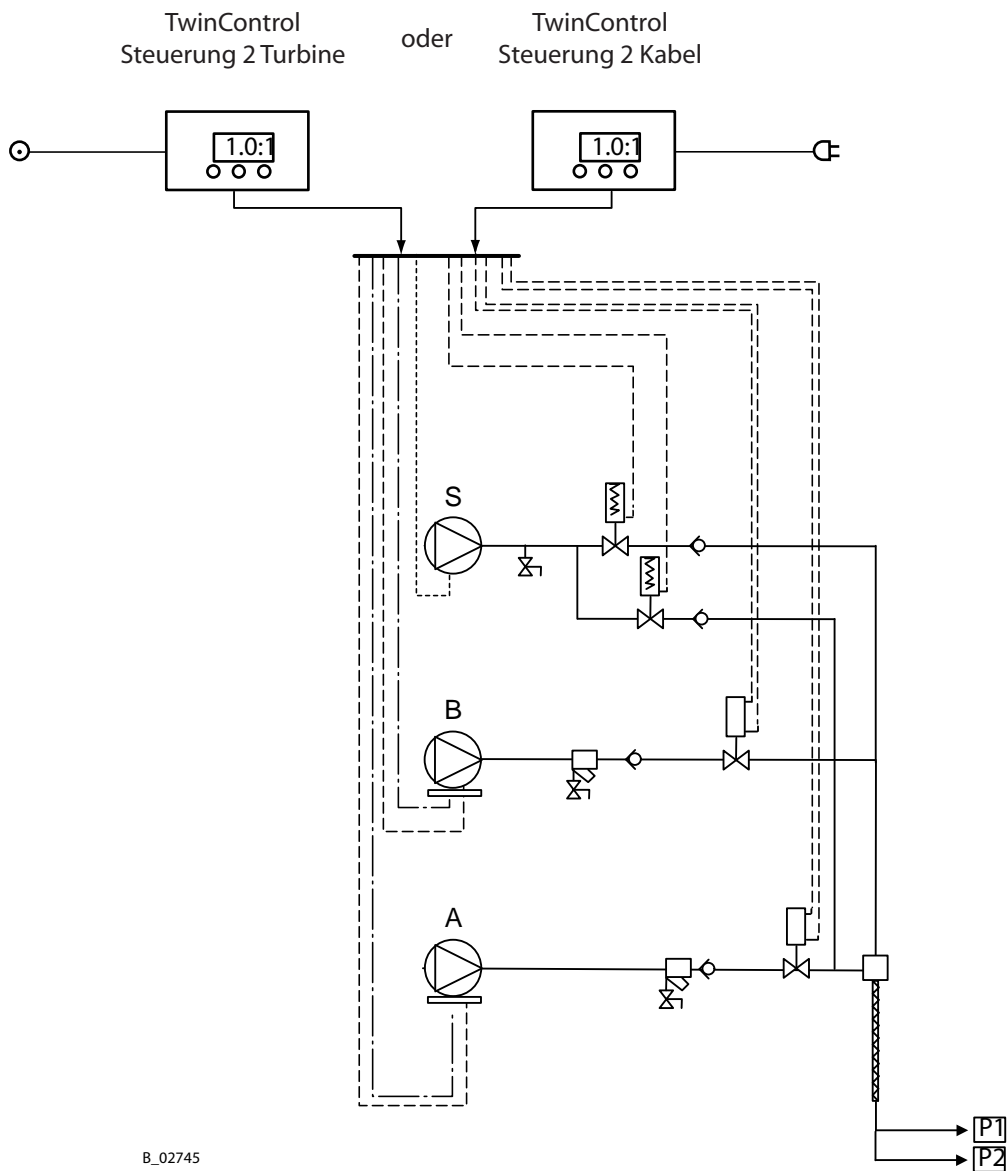 TwinControl
Steuerung 2 Turbine
oder
TwinControl
Steuerung 2 Kabel
1.0:1
1.0:1
S
B
A
P1
P2
B_02745